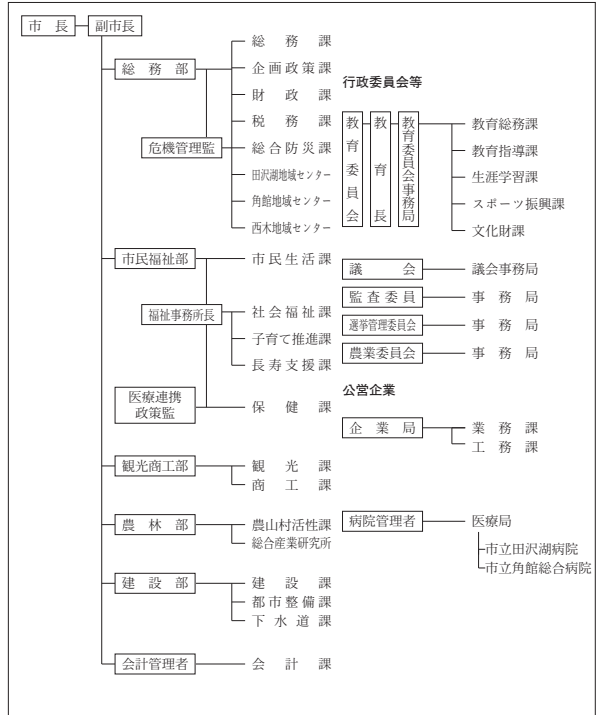 市長
副市長
総務部
総務課
企画政策課
財政課
税務課
危機管理監
総合防災課
田沢湖地域センター
角館地域センター
西木地域センター
市民福祉部
市民生活課
福祉事務所長
社会福祉課
子育て推進課
長寿支援課
医療連携
政策監
保健課
観光商工部
観光課
商工課
農林部
農山村活性課
総合産業研究所
建設部
建設課
都市整備課
下水道課
会計管理者
会計課
行政委員会等
教育委員会
教育長
教育委員会事務局
教育総務課
教育指導課
生涯学習課
スポーツ振興課
文化財課
議会
議会事務局
監査委員
事務局
選挙管理委員会
事務局
農業委員会
事務局
公営企業
企業局
業務課
工務課
病院管理者
医療局
市立田沢湖病院
市立角館総合病院